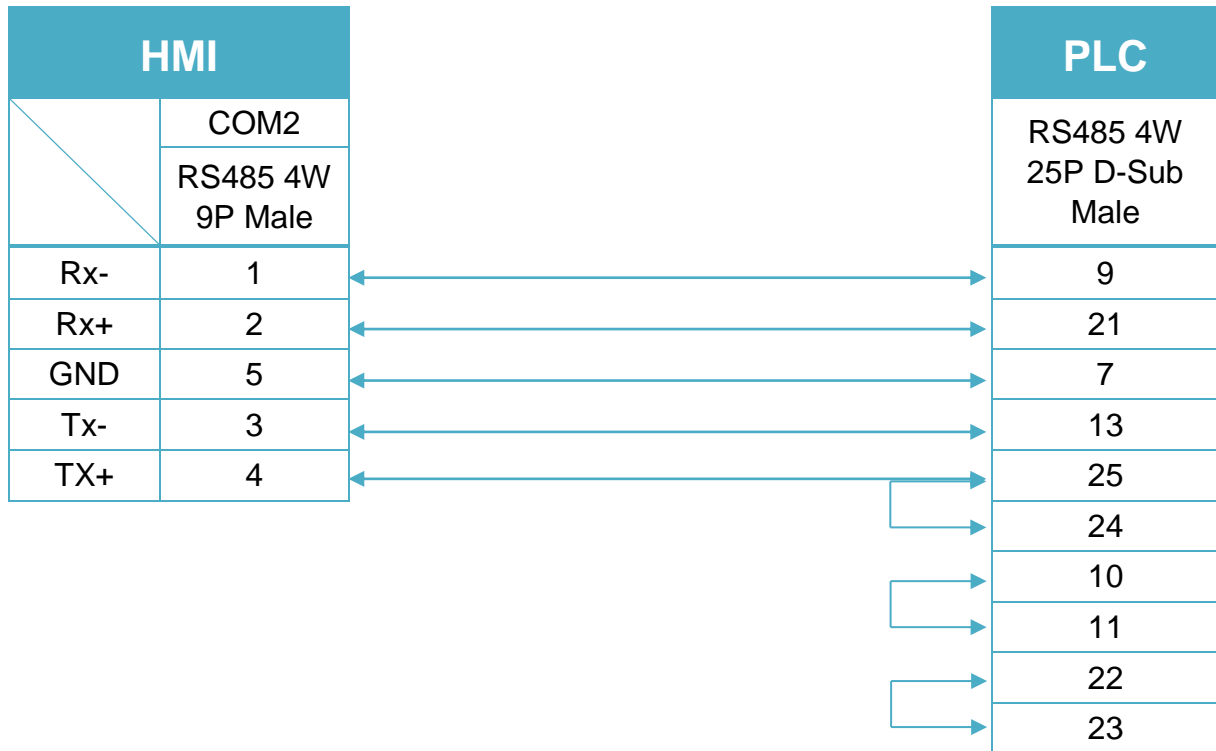 HMI
PLC
COM2
RS485 4W
9P Male
RS485 4W
25P D-Sub
Male
Rx- 1 9
Rx+ 2 21
GND 5 7
Tx- 3 13
TX+ 4 25
24
10
11
22
23